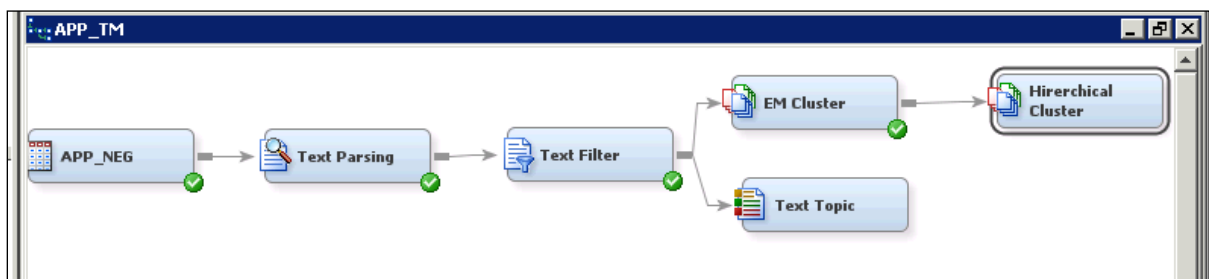 APP_TM
APP_NEG
Text Parsing
Text Filter
EM Cluster
Hirerchical
Cluster
Text Topic